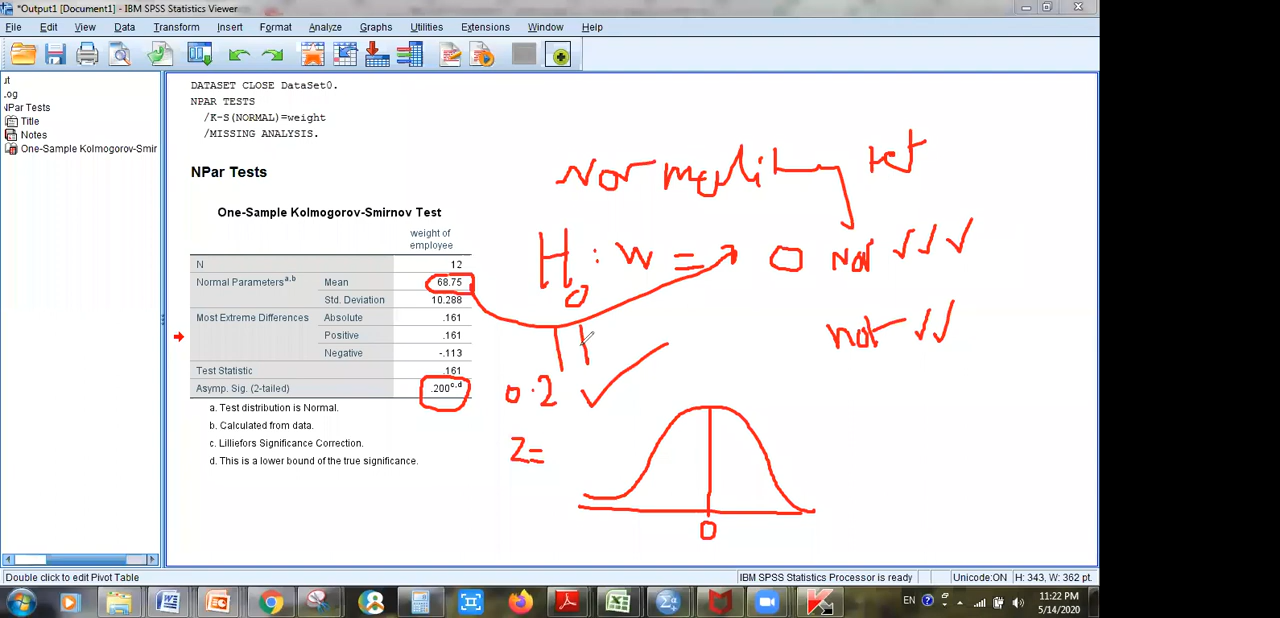 *Output1 [Document1] - IBM SPSS Statistics Viewer
File Edit View Data Transform Insert Format Analyze Graphs Utilities Extensions Window Help
.og
NPar Tests
Title
Notes
One-Sample Kolmogorov-Smir
DATASET CLOSE DataSet0.
NPAR TESTS
/K-S(NORMAL)=weight
/MISSING ANALYSIS.
NPar Tests
One-Sample Kolmogorov-Smirnov Test
weight of
employee
N 12
Normal Parameters a,b Mean 68.75
Std. Deviation 10.288
Most Extreme Differences Absolute .161
Positive .161
Negative -.113
Test Statistic .161
Asymp. Sig. (2-tailed) .200 c,d
a. Test distribution is Normal.
b. Calculated from data.
c. Lilliefors Significance Correction.
d. This is a lower bound of the true significance.
H0 : W = 0 Nor ✓ ✓ ✓
not ✓ ✓
0.2 ✓
Z=
0
Double click to edit Pivot Table
IBM SPSS Statistics Processor is ready
Unicode:ON H: 343, W: 362 pt.
EN
11:22 PM
5/14/2020